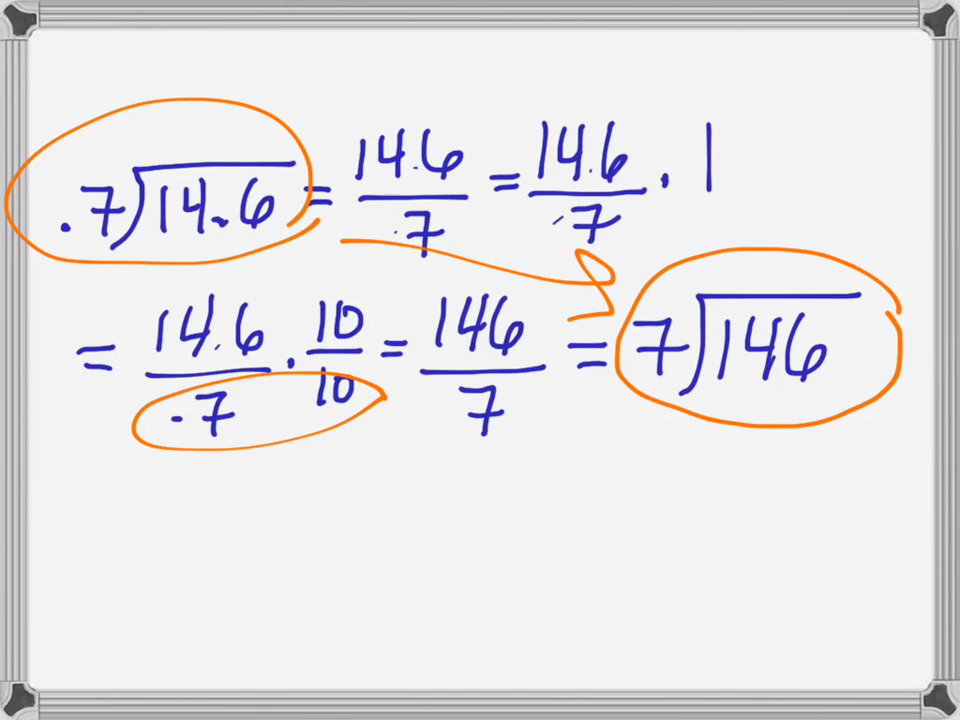 .7)14.6 = 14.6/.7 = 14.6/.7 · 1
= 14.6/.7 · 10/10 = 146/7 = 7)146